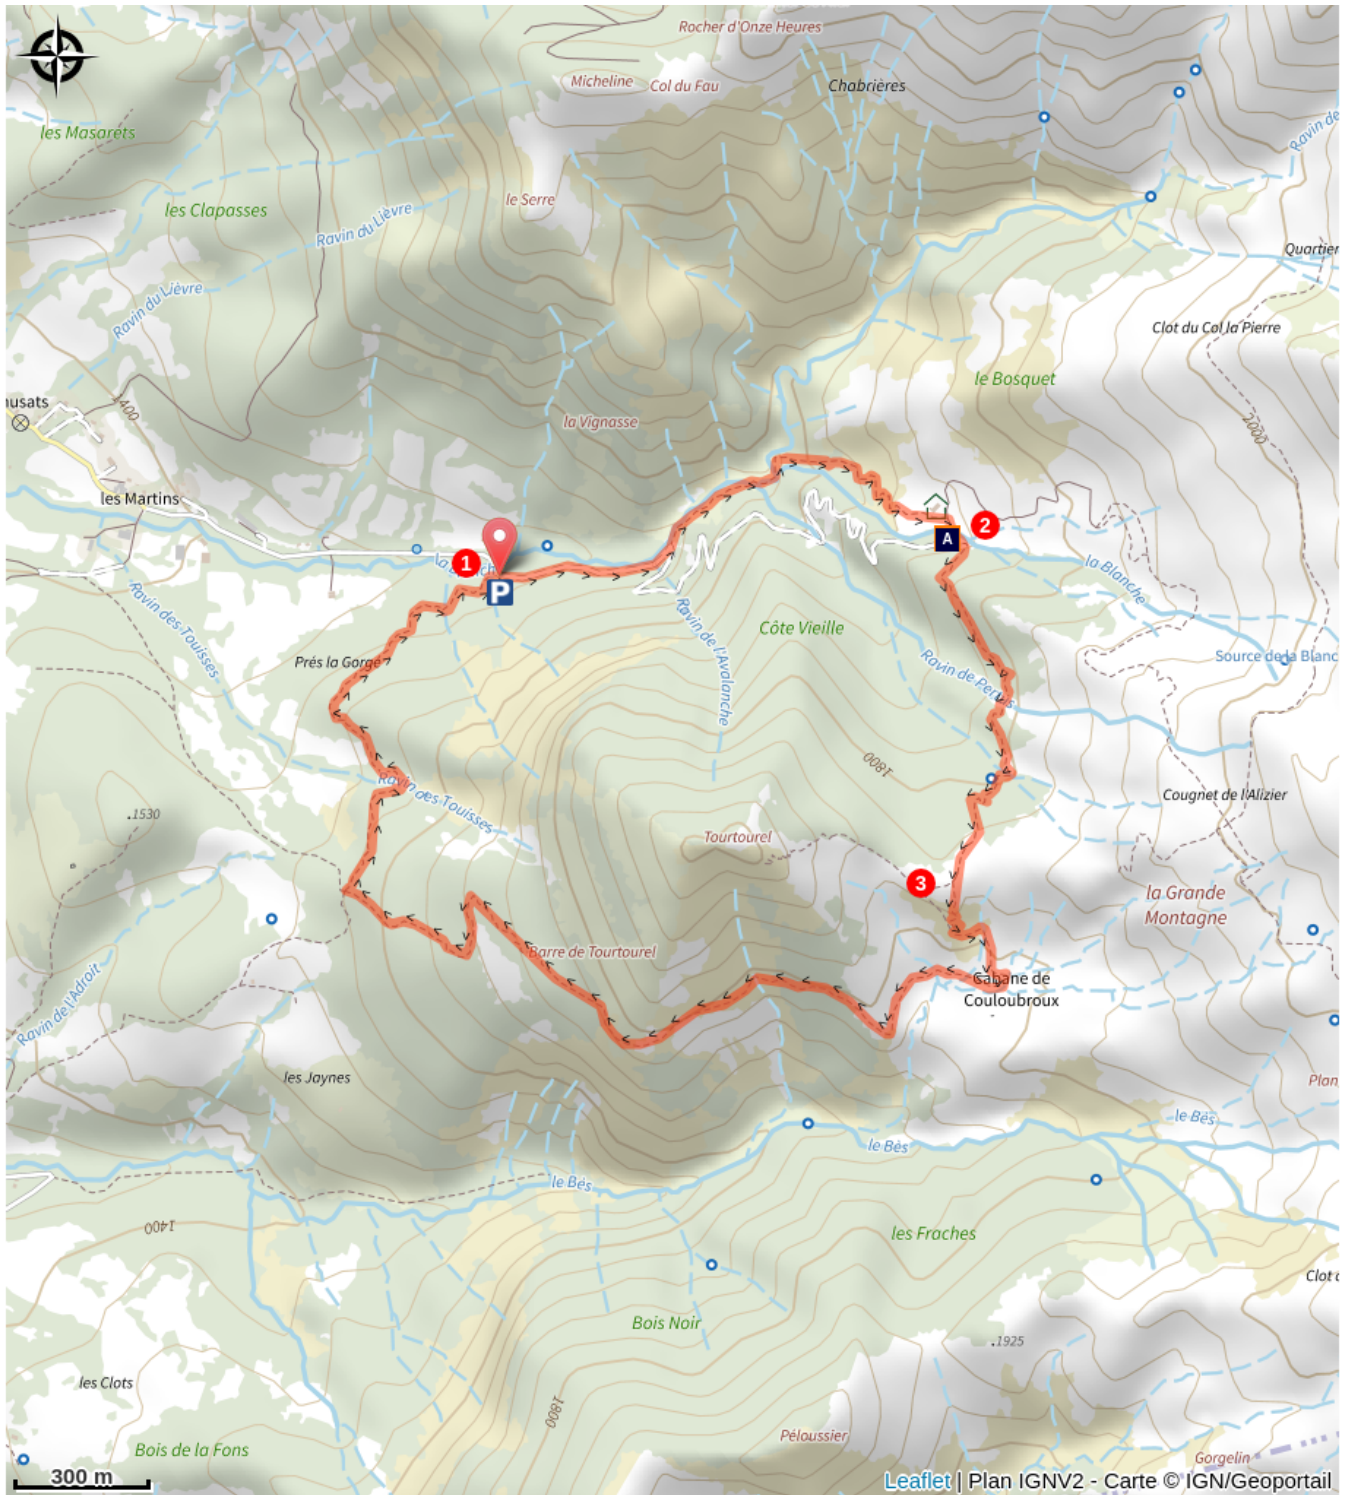 Rocher d'Onze Heures
Micheline
Col du Fau
Chabrières
les Masarets
Ravin de
les Clapasses
le Serre
Ravin du Lièvre
Quartier
Ravin du Lièvre
Clot du Col la Pierre
le Bosquet
1400
la Vignasse
2000
les Martins
2
A
1
P
la Blanche
Ravin des Touisses
Ravin de l'Avalanche
Côte Vieille
Prés la Gorge
Ravin de Perus
Source de la Blanc
1800
Ravin des Touisses
Cougnet de l'Alizier
.1530
Tourtourel
3
la Grande
Montagne
Barre de Tourtourel
Cabane de
Couloubroux
Ravin de l'Adroit
les Jaynes
Plan
le Bès
le Bès
le Bès
1400
les Fraches
Clot d
Bois Noir
.1925
les Clots
1800
Péloussier
Bois de la Fons
Gorgelin
300 m
Leaflet | Plan IGNV2 - Carte © IGN/Geoportail